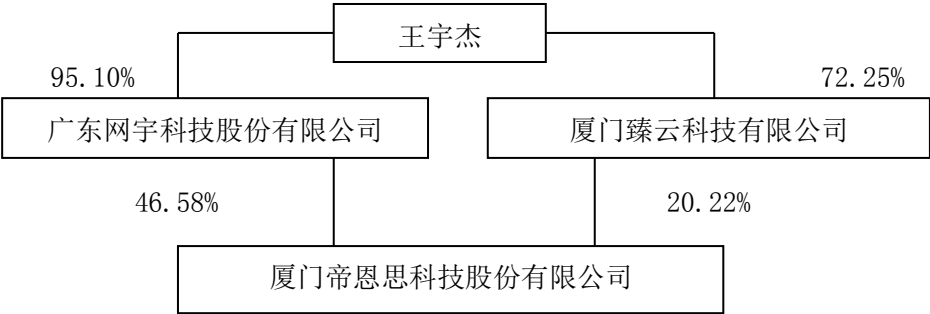 王宇杰
95.10%
72.25%
广东网宇科技股份有限公司
厦门臻云科技有限公司
46.58%
20.22%
厦门帝恩思科技股份有限公司